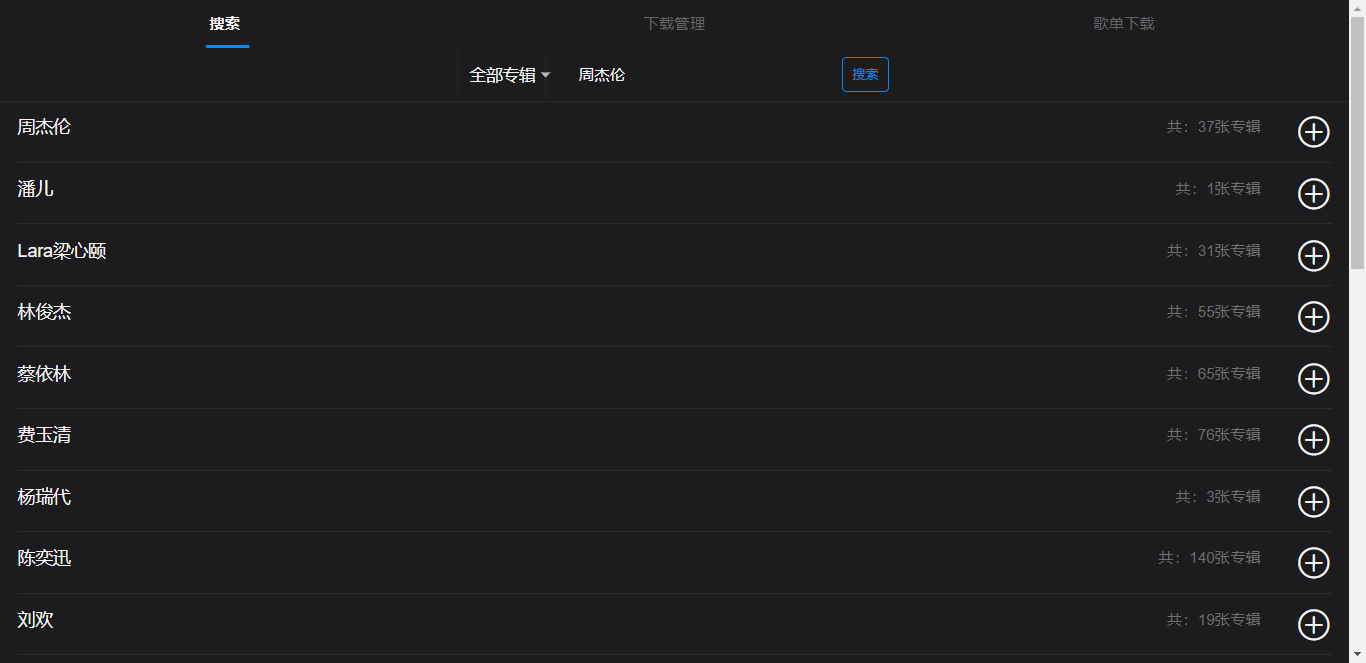 搜索 下载管理 歌单下载
全部专辑 周杰伦 搜索
周杰伦 共：37张专辑
潘儿 共：1张专辑
Lara梁心颐 共：31张专辑
林俊杰 共：55张专辑
蔡依林 共：65张专辑
费玉清 共：76张专辑
杨瑞代 共：3张专辑
陈奕迅 共：140张专辑
刘欢 共：19张专辑